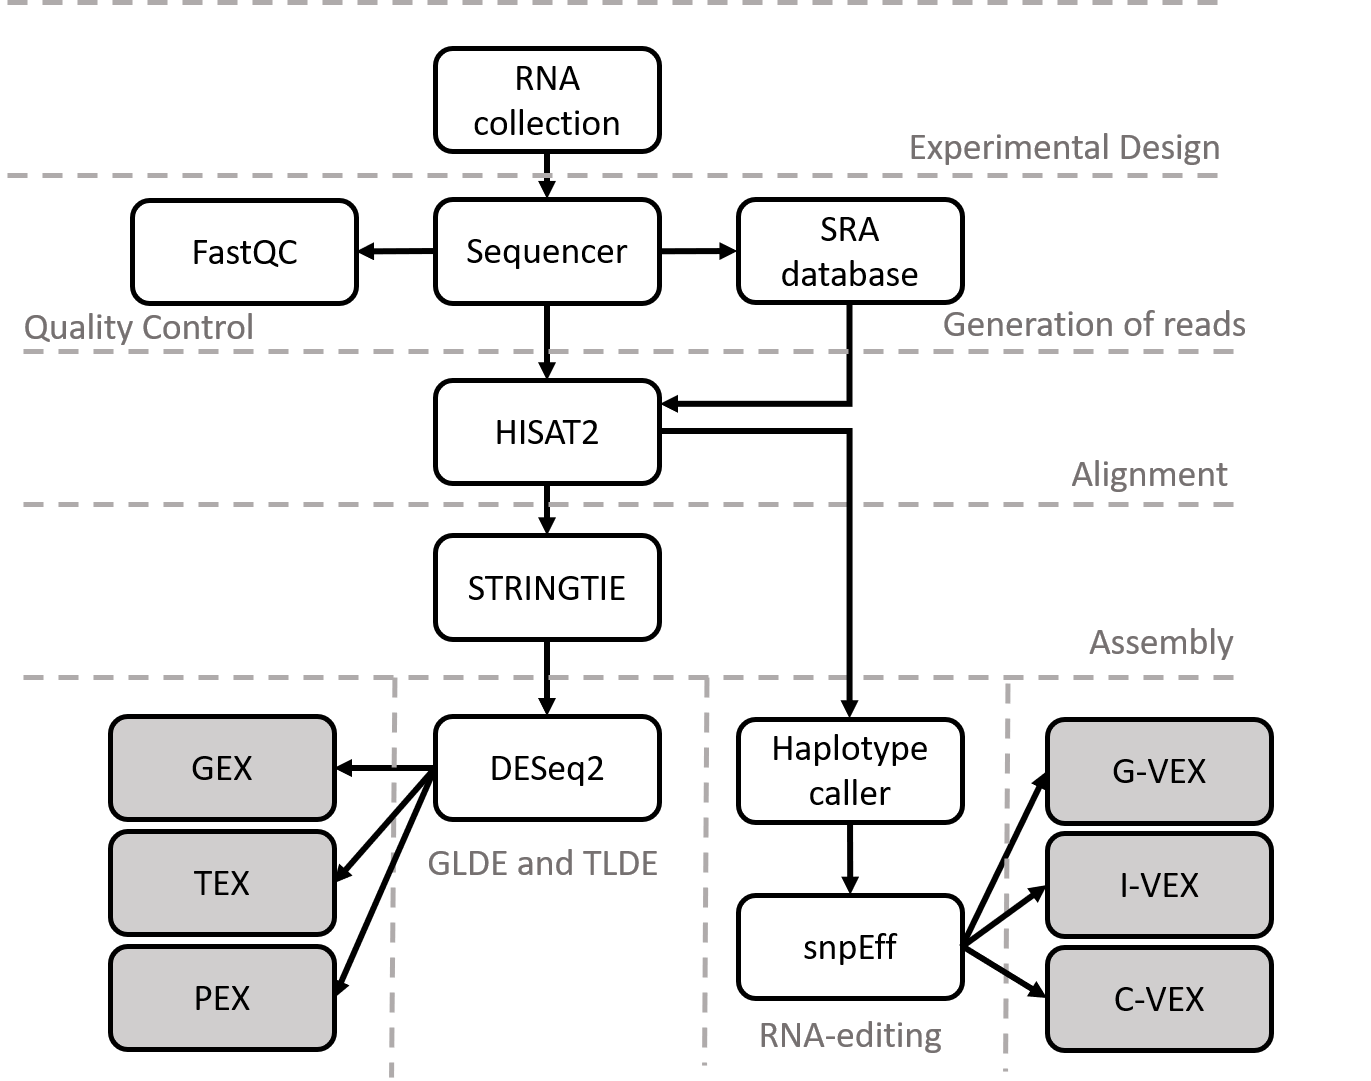 RNA
collection
Experimental Design
FastQC
Sequencer
SRA
database
Quality Control
Generation of reads
HISAT2
Alignment
STRINGTIE
Assembly
GEX
DESeq2
Haplotype
caller
G-VEX
TEX
GLDE and TLDE
I-VEX
PEX
snpEff
C-VEX
RNA-editing